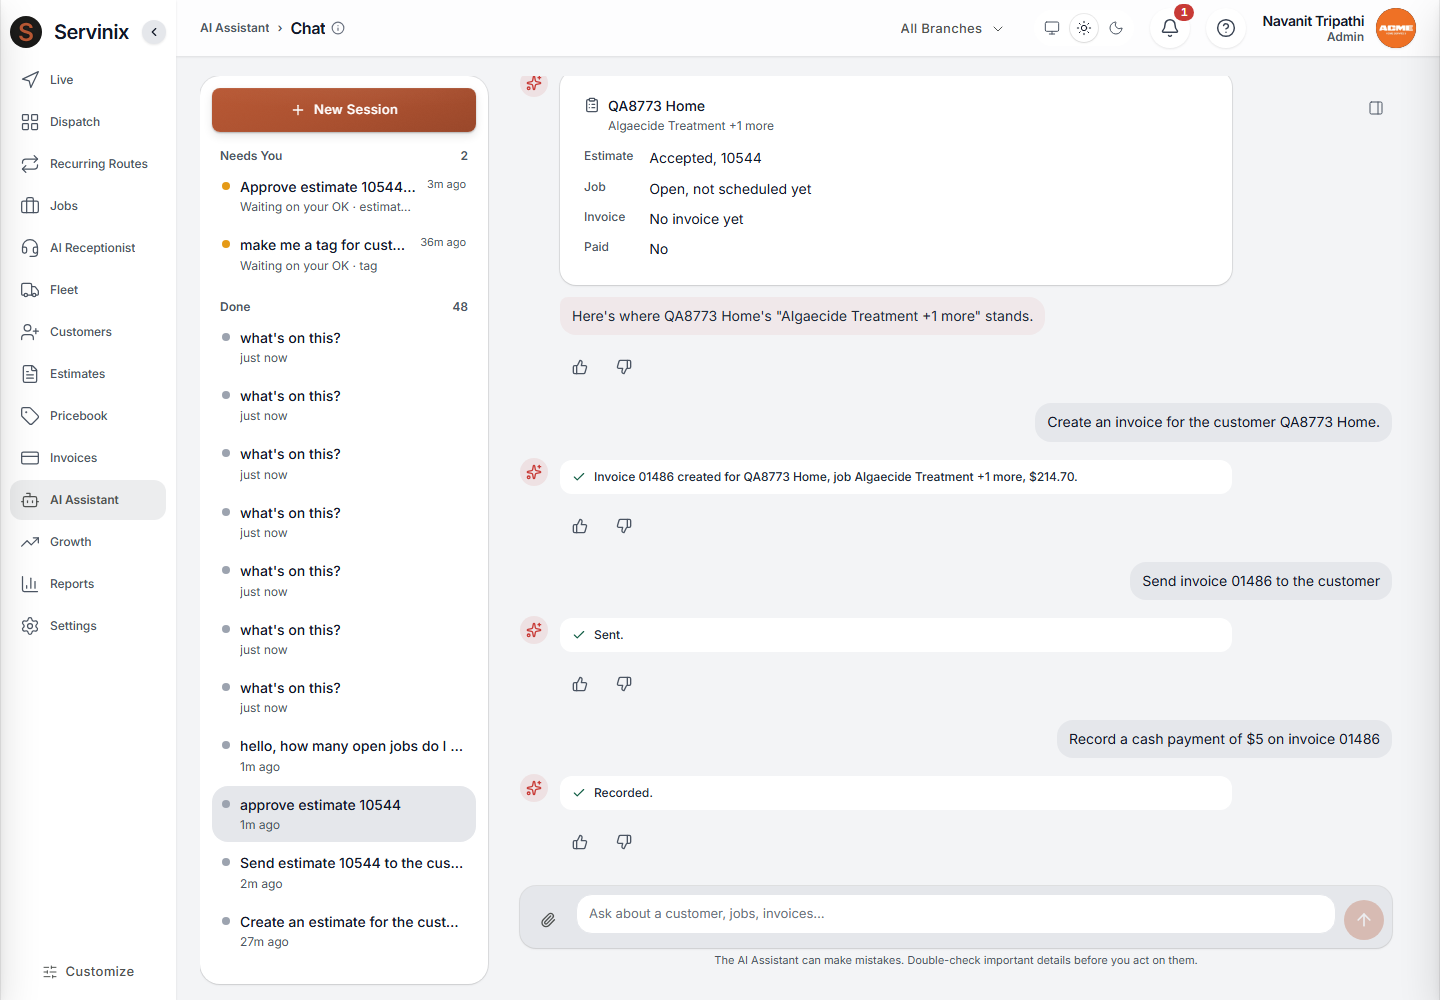 S Servinix
Live
Dispatch
Recurring Routes
Jobs
AI Receptionist
Fleet
Customers
Estimates
Pricebook
Invoices
AI Assistant
Growth
Reports
Settings
Customize
AI Assistant › Chat
All Branches
1
Navanit Tripathi
Admin
ACME
+ New Session
Needs You 2
Approve estimate 10544... 3m ago
Waiting on your OK · estimat...
make me a tag for cust... 36m ago
Waiting on your OK · tag
Done 48
what's on this?
just now
what's on this?
just now
what's on this?
just now
what's on this?
just now
what's on this?
just now
what's on this?
just now
what's on this?
just now
hello, how many open jobs do I ...
1m ago
approve estimate 10544
1m ago
Send estimate 10544 to the cus...
2m ago
Create an estimate for the cust...
27m ago
QA8773 Home
Algaecide Treatment +1 more
Estimate Accepted, 10544
Job Open, not scheduled yet
Invoice No invoice yet
Paid No
Here's where QA8773 Home's "Algaecide Treatment +1 more" stands.
Create an invoice for the customer QA8773 Home.
Invoice 01486 created for QA8773 Home, job Algaecide Treatment +1 more, $214.70.
Send invoice 01486 to the customer
Sent.
Record a cash payment of $5 on invoice 01486
Recorded.
Ask about a customer, jobs, invoices...
The AI Assistant can make mistakes. Double-check important details before you act on them.